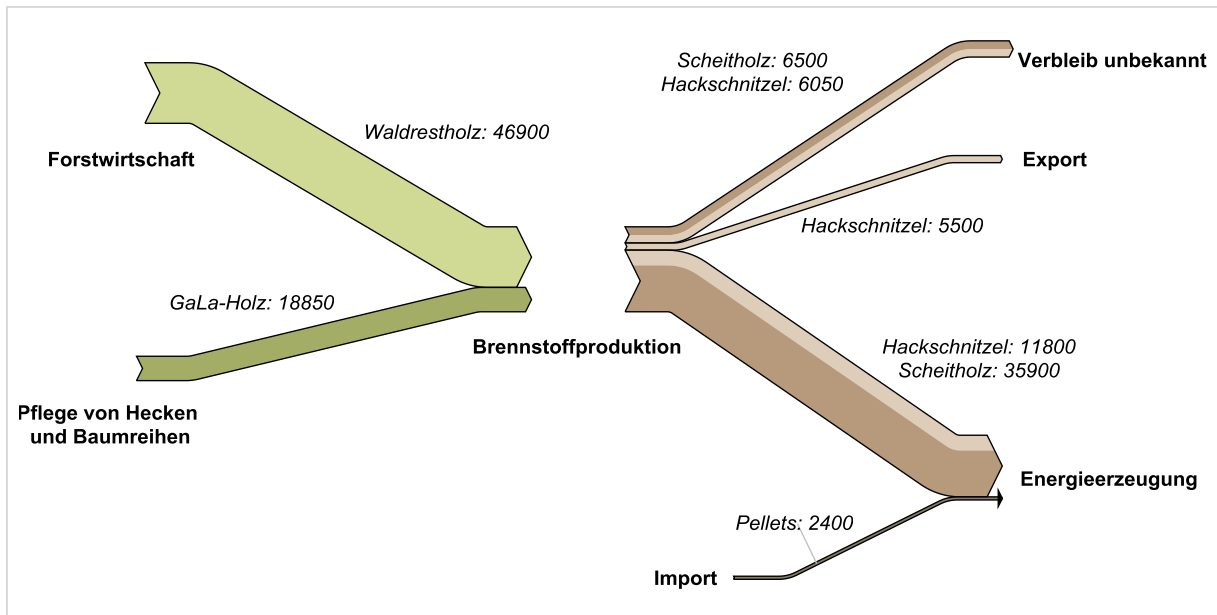 Scheitholz: 6500
Hackschnitzel: 6050
Verbleib unbekannt
Waldrestholz: 46900
Forstwirtschaft
Export
Hackschnitzel: 5500
GaLa-Holz: 18850
Brennstoffproduktion
Hackschnitzel: 11800
Scheitholz: 35900
Pflege von Hecken
und Baumreihen
Energieerzeugung
Pellets: 2400
Import